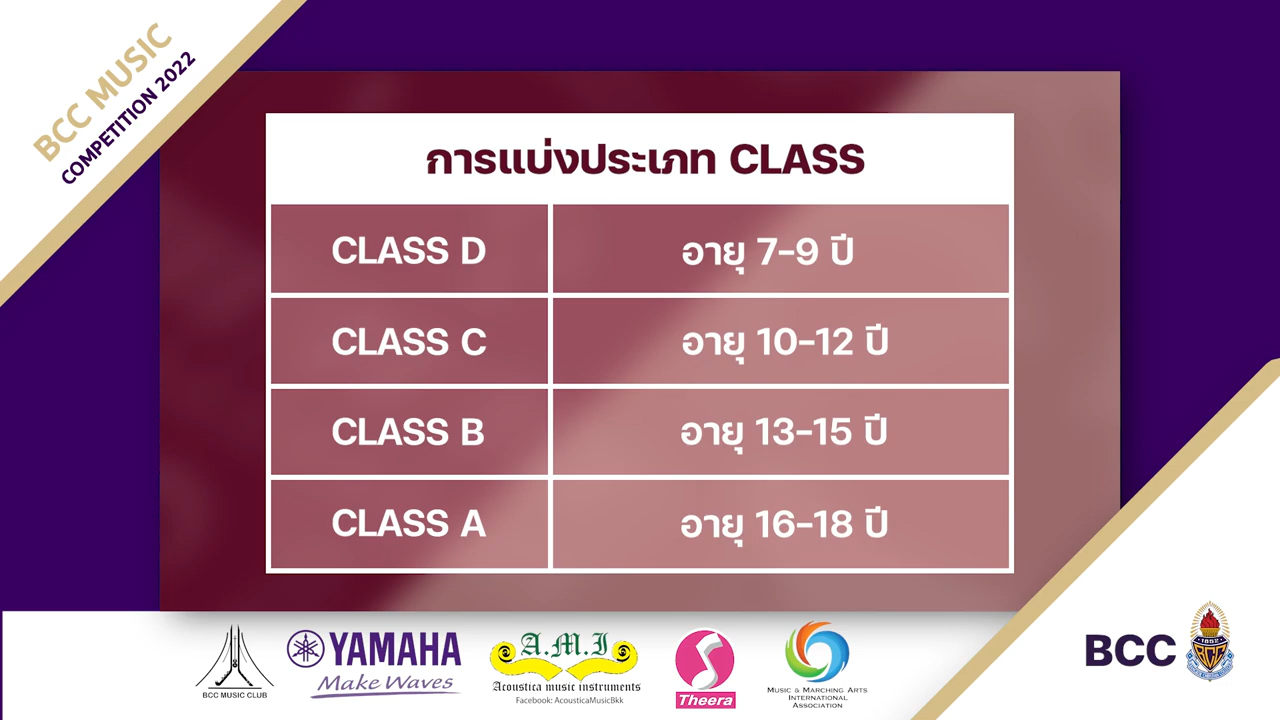 BCC MUSIC
COMPETITION 2022
การแบ่งประเภท CLASS
CLASS D อายุ 7-9 ปี
CLASS C อายุ 10-12 ปี
CLASS B อายุ 13-15 ปี
CLASS A อายุ 16-18 ปี
BCC MUSIC CLUB
YAMAHA
Make Waves
A.M.I
Acoustica music instruments
Facebook: AcousticaMusicBkk
Theera
MUSIC & MARCHING ARTS
INTERNATIONAL
ASSOCIATION
BCC
1852
BCC